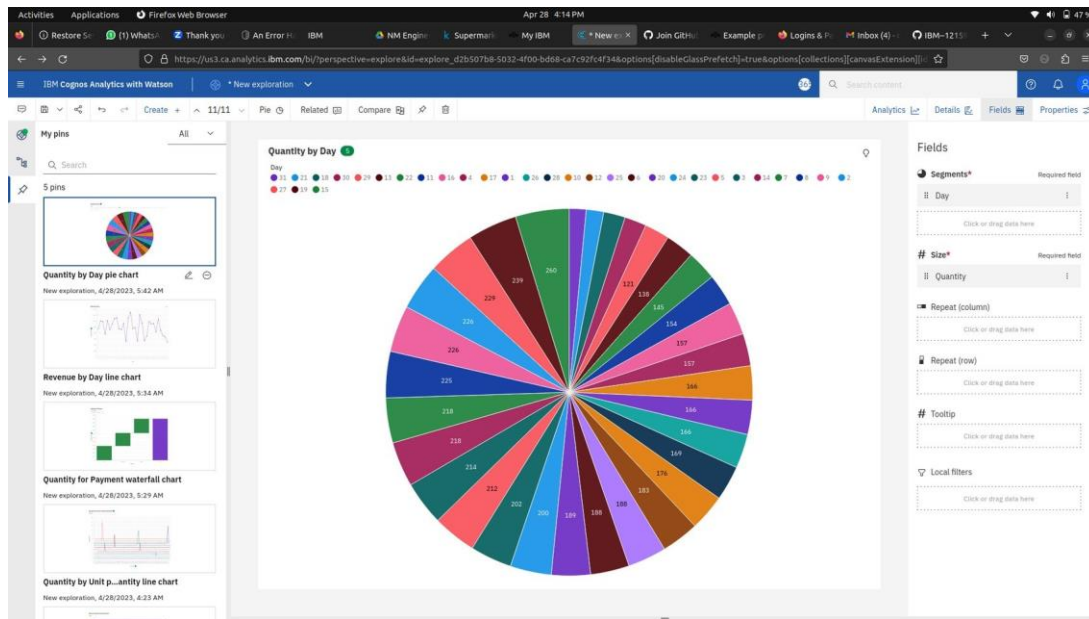 Activities Applications Firefox Web Browser Apr 28 4:14 PM 47 %
Restore Se (1) WhatsA Thank you An Error H IBM NM Engine Supermark My IBM * New ex Join GitHu Example p Logins & Pa Inbox (4) -
https://us3.ca.analytics.ibm.com/bi/?perspective=explore&id=explore_d2b507b8-5032-4f00-bd68-ca7c92fc4f34&options[disableGlassPrefetch]=true&options[collections][canvasExtension]
IBM Cognos Analytics with Watson * New exploration Search content
Create + 11/11 Pie Related Compare Analytics Details Fields Properties
My pins All
Search
5 pins
Quantity by Day pie chart
New exploration, 4/28/2023, 5:42 AM
Revenue by Day line chart
New exploration, 4/28/2023, 5:34 AM
Quantity for Payment waterfall chart
New exploration, 4/28/2023, 5:29 AM
Quantity by Unit p...antity line chart
New exploration, 4/28/2023, 4:23 AM
Quantity by Day 5
Day
31 21 18 30 29 13 22 11 16 4 17 1 26 28 10 12 25 6 20 24 23 5 3 14 7 8 9 2
27 19 15
121
138
145
154
157
157
166
166
166
169
176
183
188
188
189
200
202
212
214
218
218
225
226
226
229
239
260
Fields
Segments* Required field
Day
Click or drag data here
# Size* Required field
Quantity
Repeat (column)
Click or drag data here
Repeat (row)
Click or drag data here
# Tooltip
Click or drag data here
Local filters
Click or drag data here